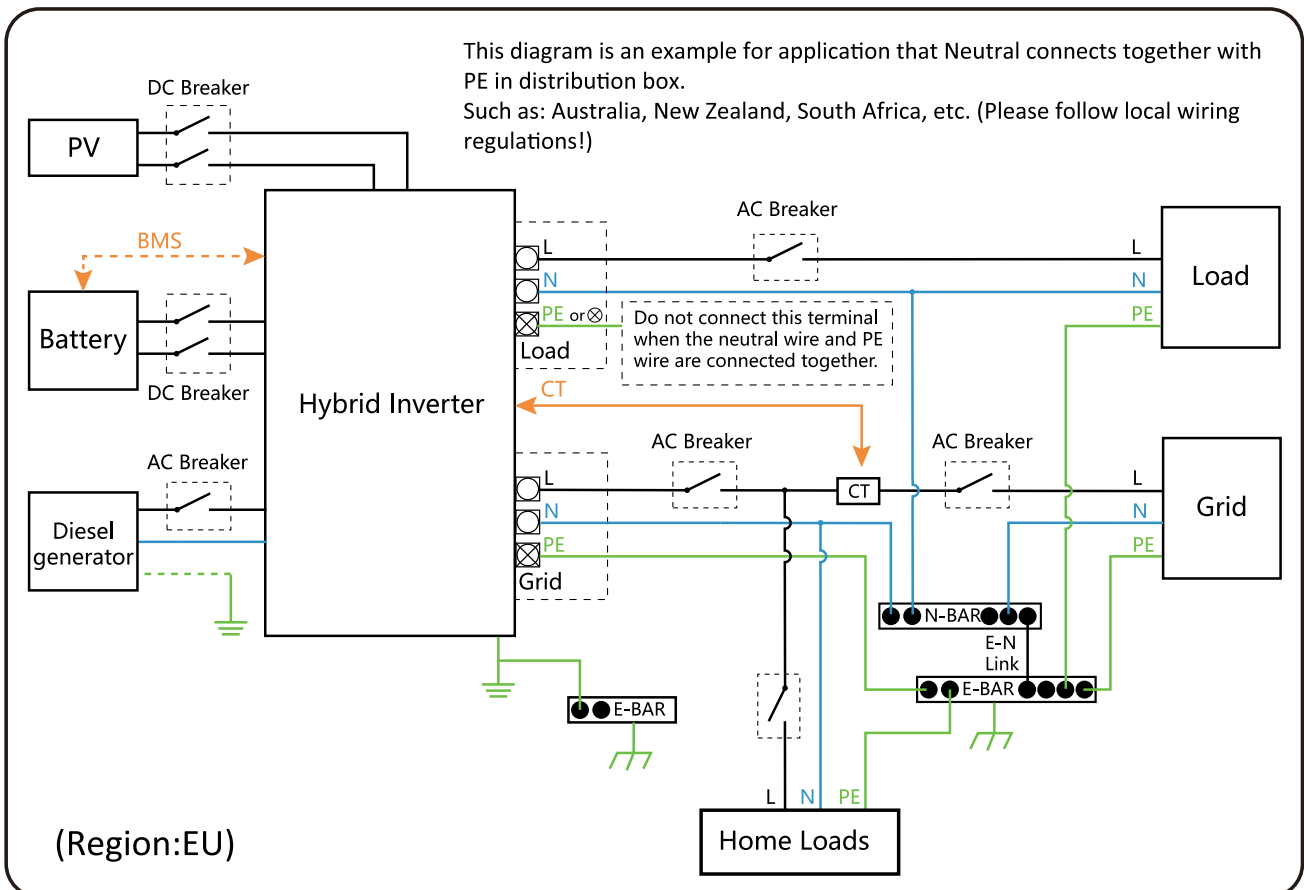 This diagram is an example for application that Neutral connects together with
PE in distribution box.
Such as: Australia, New Zealand, South Africa, etc. (Please follow local wiring
regulations!)
DC Breaker
PV
BMS
Battery
DC Breaker
AC Breaker
Diesel
generator
Hybrid Inverter
L
N
PE or ⊗
Load
Do not connect this terminal
when the neutral wire and PE
wire are connected together.
AC Breaker
L
N
PE
Load
CT
AC Breaker
CT
AC Breaker
L
N
PE
Grid
L
N
PE
Grid
N-BAR
E-N
Link
E-BAR
E-BAR
L
N
PE
Home Loads
(Region:EU)